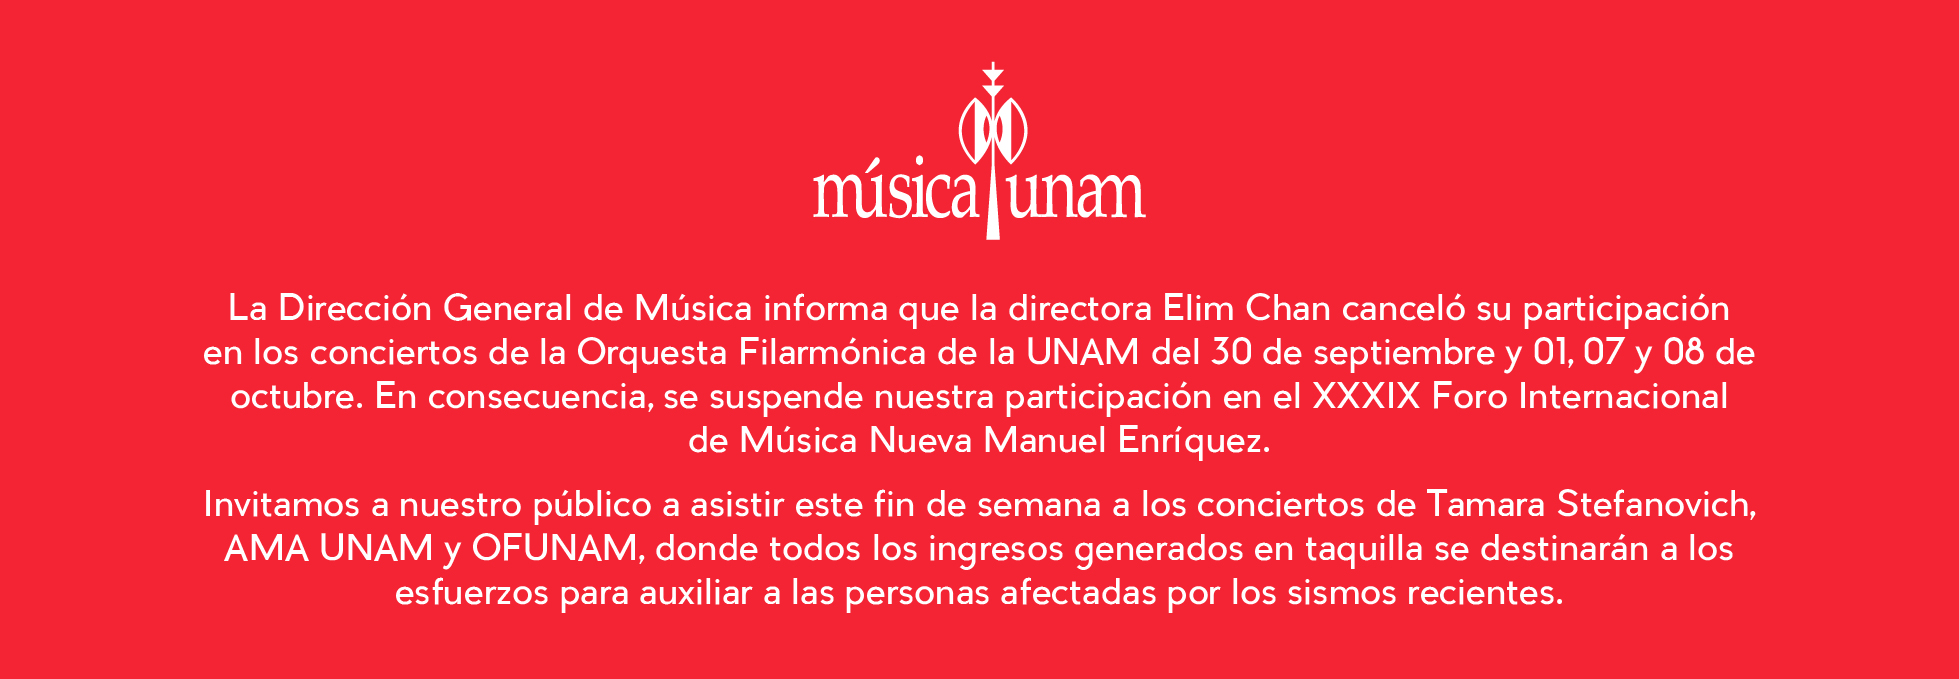 música unam
La Dirección General de Música informa que la directora Elim Chan canceló su participación
en los conciertos de la Orquesta Filarmónica de la UNAM del 30 de septiembre y 01, 07 y 08 de
octubre. En consecuencia, se suspende nuestra participación en el XXXIX Foro Internacional
de Música Nueva Manuel Enríquez.
Invitamos a nuestro público a asistir este fin de semana a los conciertos de Tamara Stefanovich,
AMA UNAM y OFUNAM, donde todos los ingresos generados en taquilla se destinarán a los
esfuerzos para auxiliar a las personas afectadas por los sismos recientes.